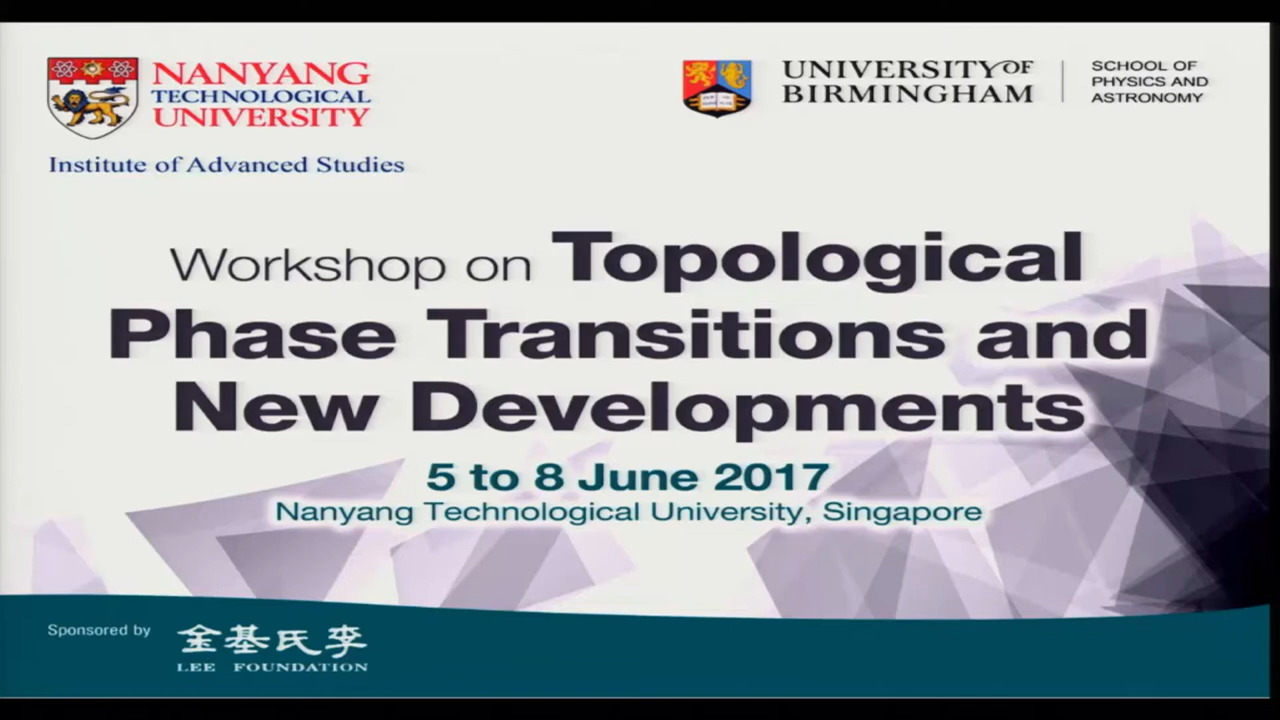 NANYANG
TECHNOLOGICAL
UNIVERSITY
Institute of Advanced Studies
UNIVERSITY OF
BIRMINGHAM
SCHOOL OF
PHYSICS AND
ASTRONOMY
Workshop on Topological
Phase Transitions and
New Developments
5 to 8 June 2017
Nanyang Technological University, Singapore
Sponsored by
金基氏李
LEE FOUNDATION